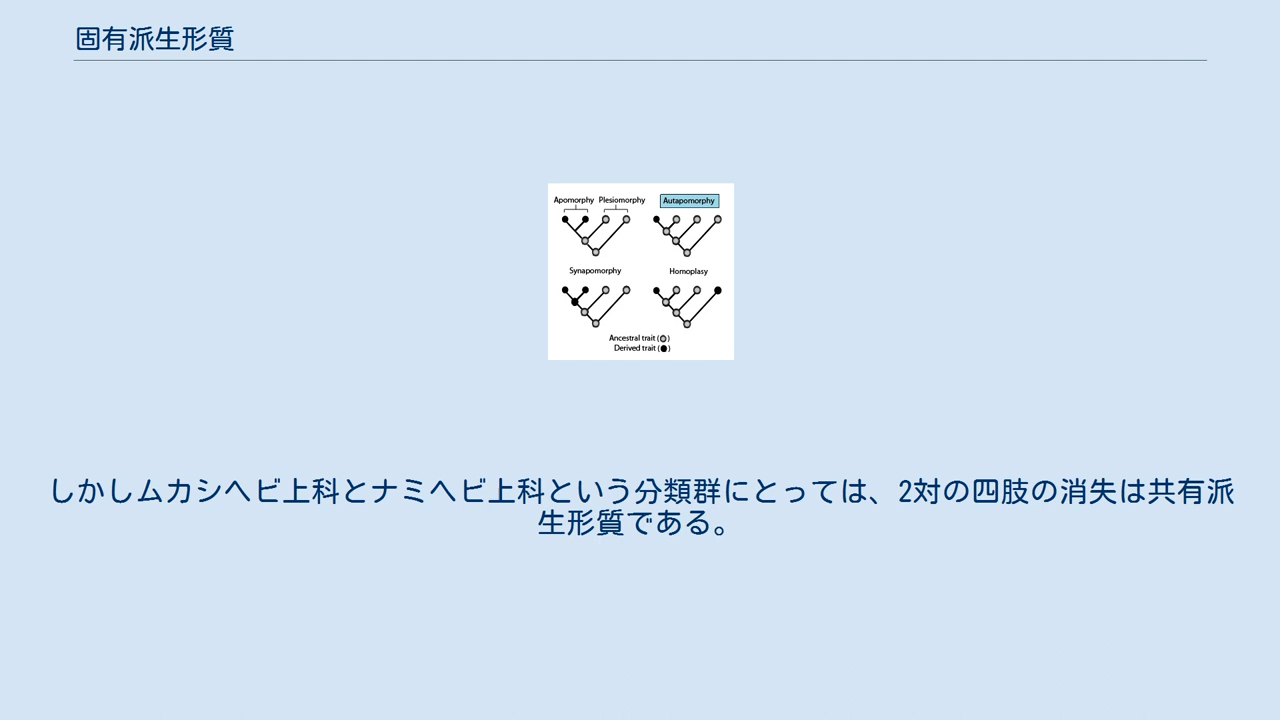 固有派生形質
Apomorphy Plesiomorphy Autapomorphy
Synapomorphy Homoplasy
Ancestral trait ( )
Derived trait ( )
しかしムカシヘビ上科とナミヘビ上科という分類群にとっては、2対の四肢の消失は共有派
生形質である。